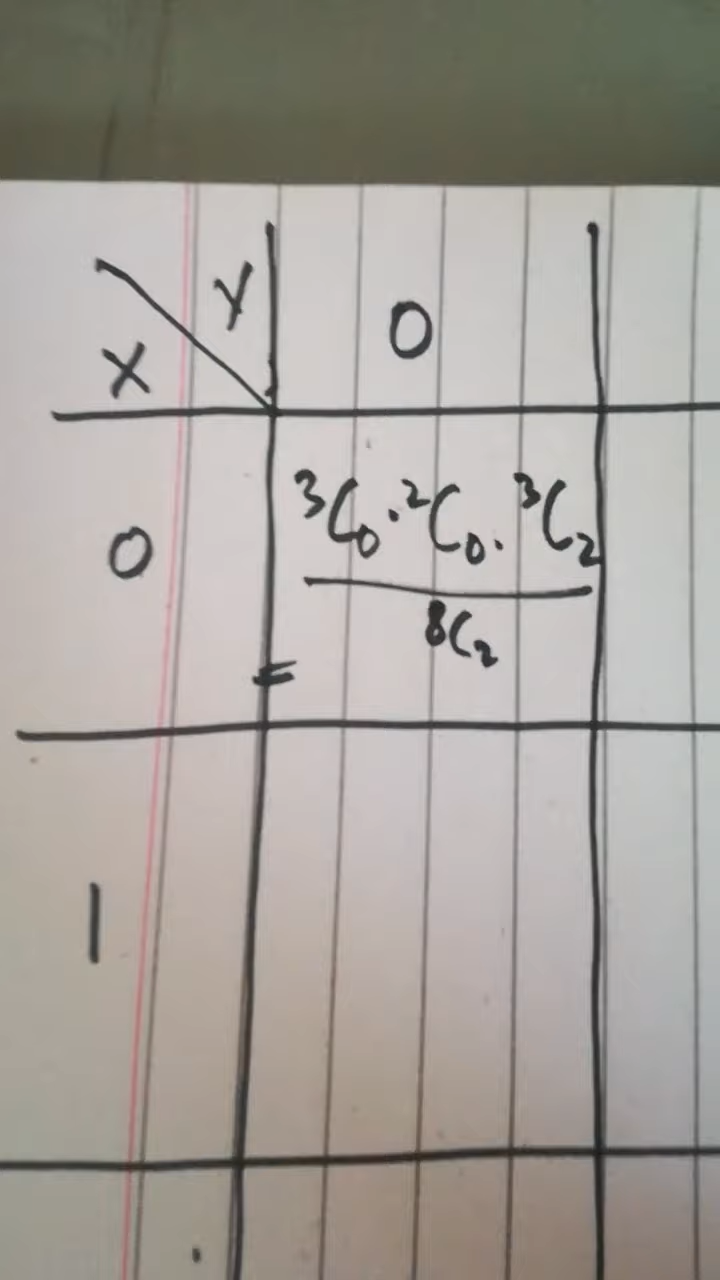 Y
X 0
0 ³C₀·²C₀·³C₂
⁸C₂
=
1